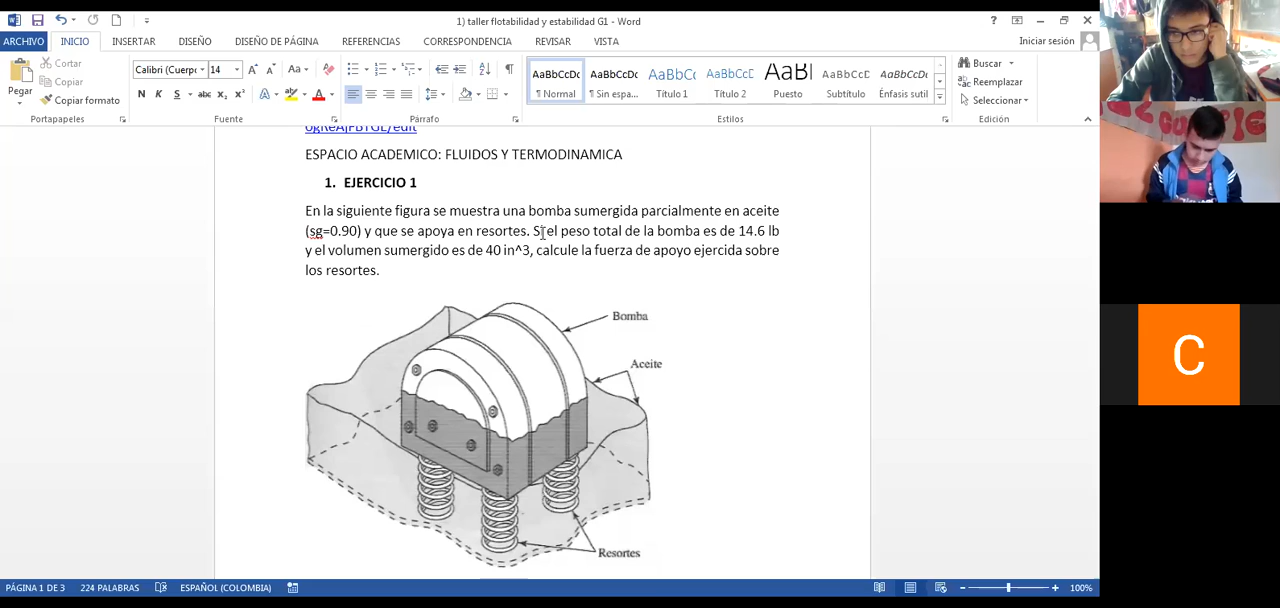 1) taller flotabilidad y estabilidad G1 - Word
ARCHIVO INICIO INSERTAR DISEÑO DISEÑO DE PÁGINA REFERENCIAS CORRESPONDENCIA REVISAR VISTA
Iniciar sesión
Pegar
Cortar
Copiar
Copiar formato
Portapapeles
Calibri (Cuerpo 14
N K S abc x₂ x²
Fuente
Párrafo
AaBbCcDc AaBbCcDc AaBbC AaBbCcD AaB AaBbCcD AaBbCcDc
¶ Normal ¶ Sin espa... Título 1 Título 2 Puesto Subtítulo Énfasis sutil
Estilos
Buscar
Reemplazar
Seleccionar
Edición
ESPACIO ACADEMICO: FLUIDOS Y TERMODINAMICA
1. EJERCICIO 1
En la siguiente figura se muestra una bomba sumergida parcialmente en aceite
(sg=0.90) y que se apoya en resortes. Si el peso total de la bomba es de 14.6 lb
y el volumen sumergido es de 40 in^3, calcule la fuerza de apoyo ejercida sobre
los resortes.
Bomba
Aceite
Resortes
C
PÁGINA 1 DE 3 224 PALABRAS ESPAÑOL (COLOMBIA) 100%